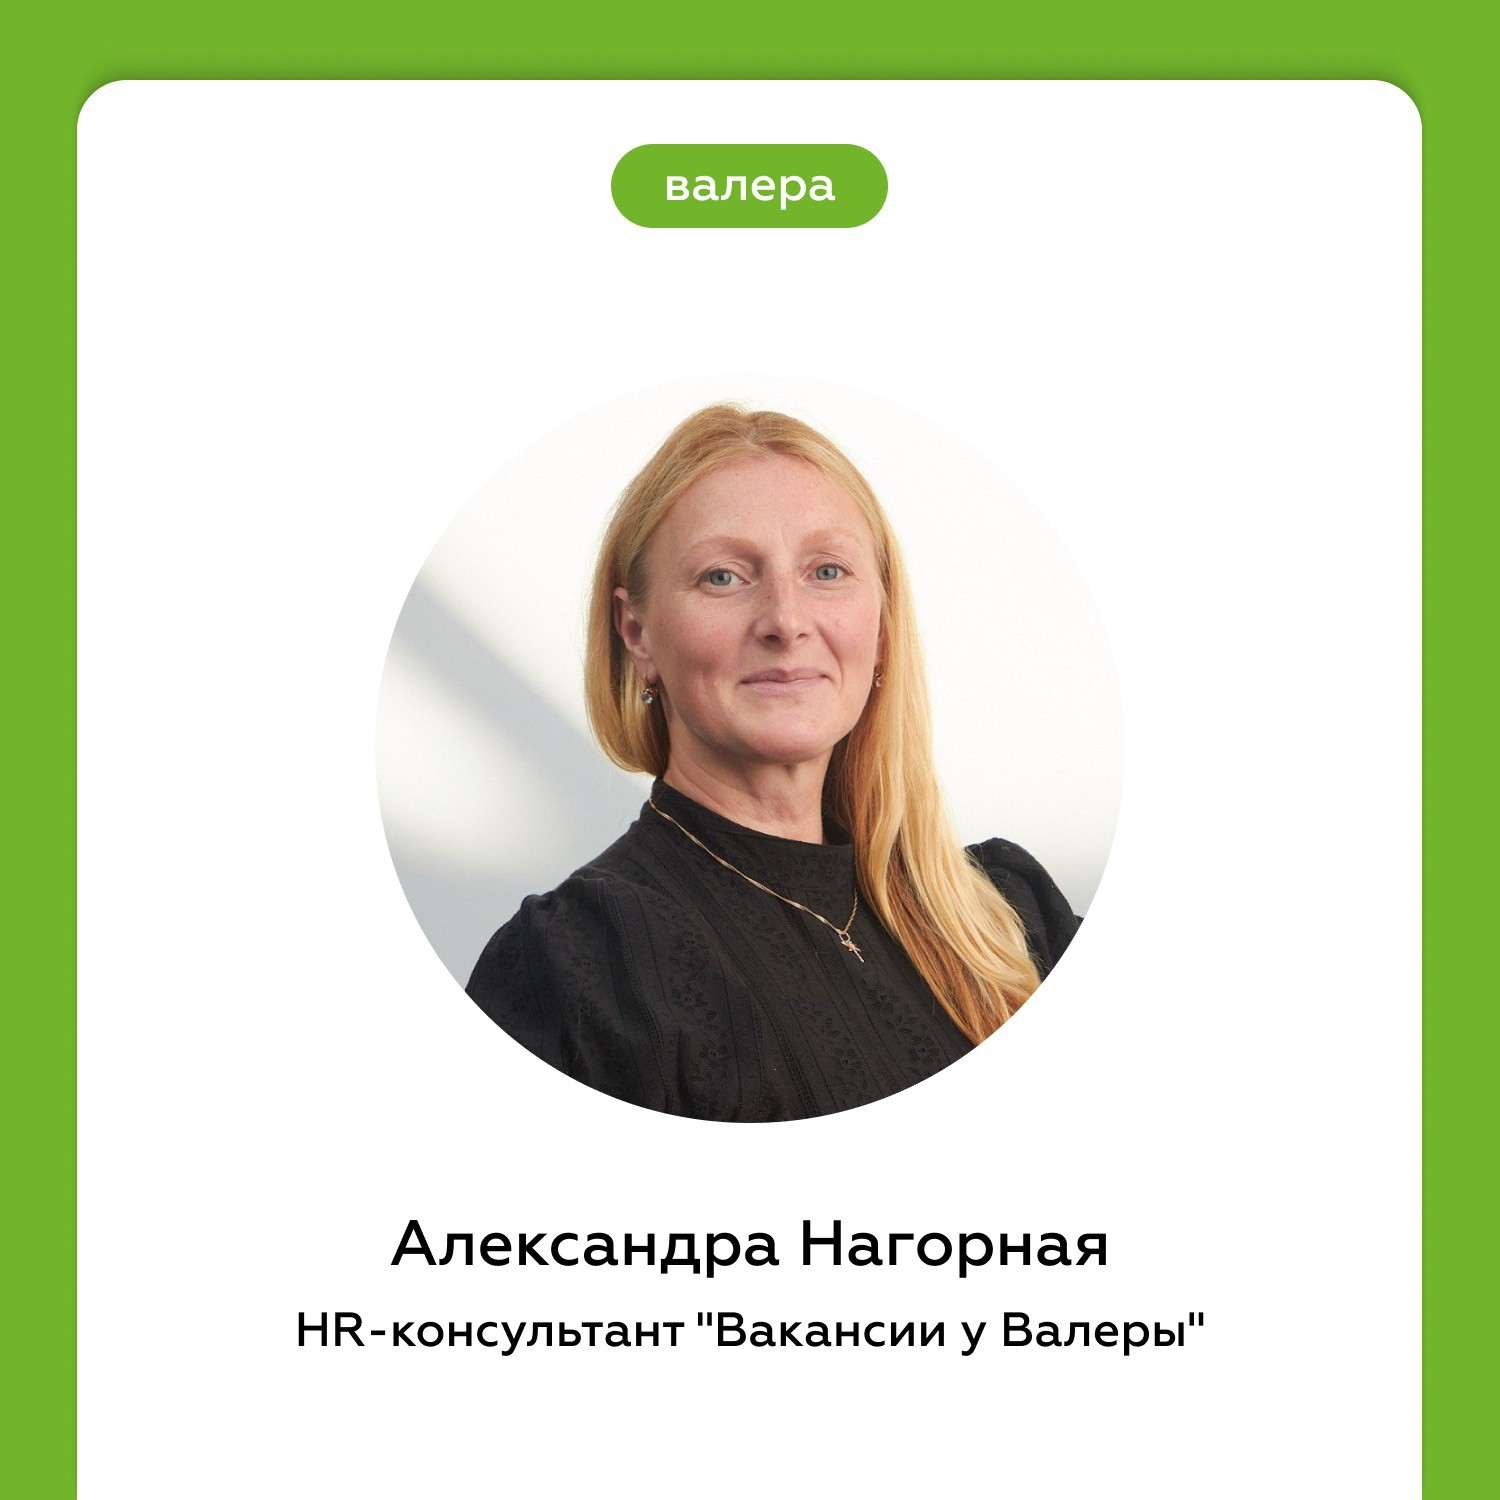 валера
Александра Нагорная
HR-консультант "Вакансии у Валеры"